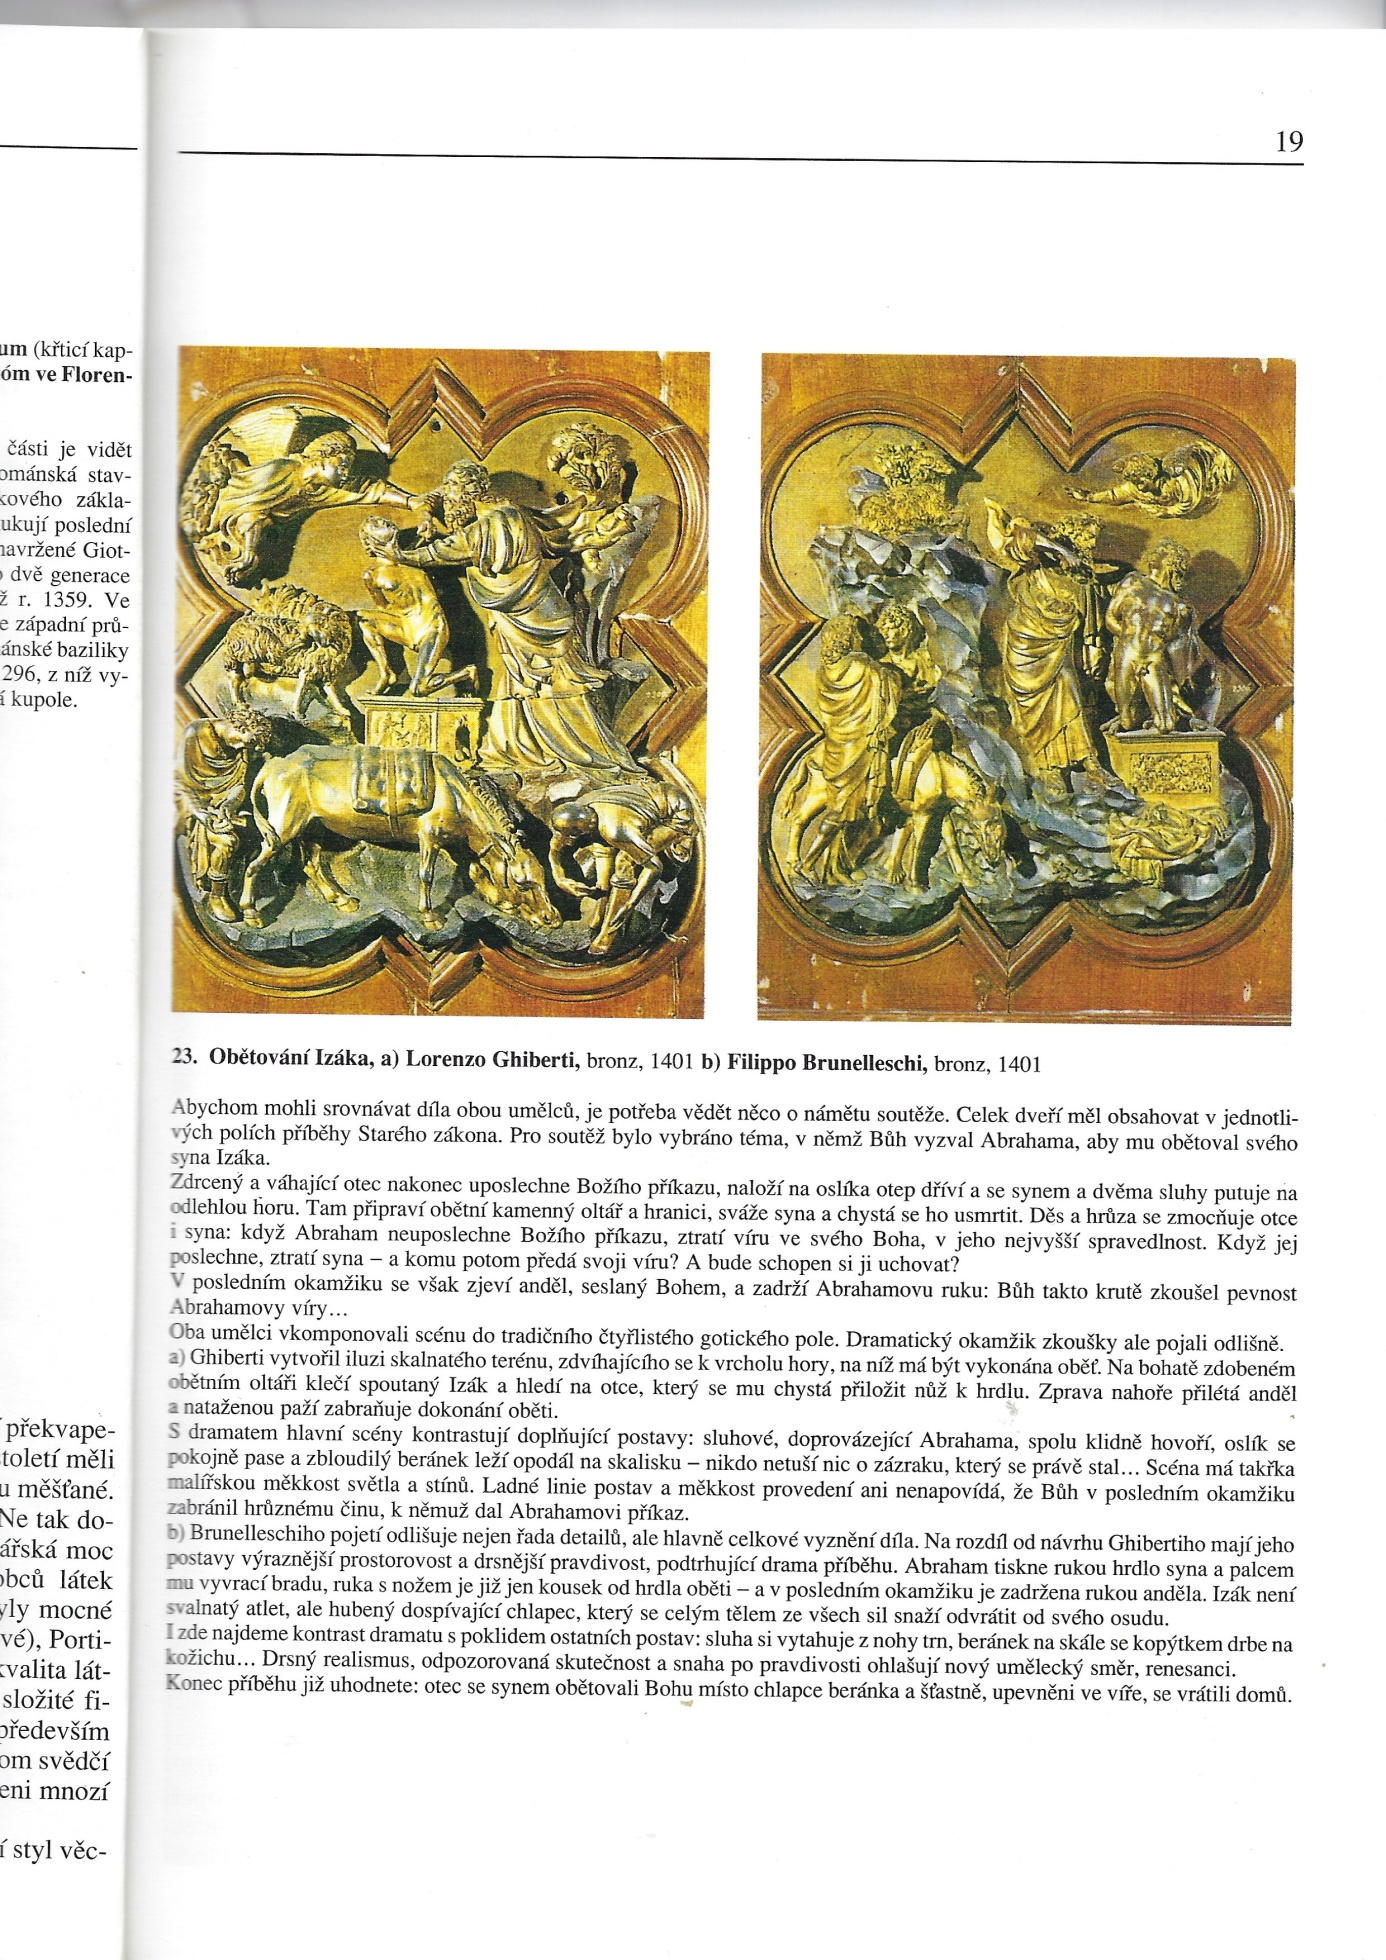 19
um (křticí kap-
óm ve Floren-
části je vidět
ománská stav-
kového zákla-
ukují poslední
navržené Giot-
dvě generace
ž r. 1359. Ve
e západní prů-
ánské baziliky
296, z níž vy-
í kupole.
překvape-
toletí měli
u měšťané.
Ne tak do-
ářská moc
obců látek
yly mocné
vé), Porti-
kvalita lát-
složité fi-
především
om svědčí
eni mnozí
í styl věc-
23. Obětování Izáka, a) Lorenzo Ghiberti, bronz, 1401 b) Filippo Brunelleschi, bronz, 1401
Abychom mohli srovnávat díla obou umělců, je potřeba vědět něco o námětu soutěže. Celek dveří měl obsahovat v jednotli-
vých polích příběhy Starého zákona. Pro soutěž bylo vybráno téma, v němž Bůh vyzval Abrahama, aby mu obětoval svého
syna Izáka.
Zdrcený a váhající otec nakonec uposlechne Božího příkazu, naloží na oslíka otep dříví a se synem a dvěma sluhy putuje na
odlehlou horu. Tam připraví obětní kamenný oltář a hranici, sváže syna a chystá se ho usmrtit. Děs a hrůza se zmocňuje otce
i syna: když Abraham neuposlechne Božího příkazu, ztratí víru ve svého Boha, v jeho nejvyšší spravedlnost. Když jej
poslechne, ztratí syna – a komu potom předá svoji víru? A bude schopen si ji uchovat?
V posledním okamžiku se však zjeví anděl, seslaný Bohem, a zadrží Abrahamovu ruku: Bůh takto krutě zkoušel pevnost
Abrahamovy víry…
Oba umělci vkomponovali scénu do tradičního čtyřlistého gotického pole. Dramatický okamžik zkoušky ale pojali odlišně.
a) Ghiberti vytvořil iluzi skalnatého terénu, zdvíhajícího se k vrcholu hory, na níž má být vykonána oběť. Na bohatě zdobeném
obětním oltáři klečí spoutaný Izák a hledí na otce, který se mu chystá přiložit nůž k hrdlu. Zprava nahoře přilétá anděl
a nataženou paží zabraňuje dokonání oběti.
S dramatem hlavní scény kontrastují doplňující postavy: sluhové, doprovázející Abrahama, spolu klidně hovoří, oslík se
pokojně pase a zbloudilý beránek leží opodál na skalisku – nikdo netuší nic o zázraku, který se právě stal… Scéna má takřka
malířskou měkkost světla a stínů. Ladné linie postav a měkkost provedení ani nenapovídá, že Bůh v posledním okamžiku
zabránil hrůznému činu, k němuž dal Abrahamovi příkaz.
b) Brunelleschiho pojetí odlišuje nejen řada detailů, ale hlavně celkové vyznění díla. Na rozdíl od návrhu Ghibertiho mají jeho
postavy výraznější prostorovost a drsnější pravdivost, podtrhující drama příběhu. Abraham tiskne rukou hrdlo syna a palcem
mu vyvrací bradu, ruka s nožem je již jen kousek od hrdla oběti – a v posledním okamžiku je zadržena rukou anděla. Izák není
svalnatý atlet, ale hubený dospívající chlapec, který se celým tělem ze všech sil snaží odvrátit od svého osudu.
I zde najdeme kontrast dramatu s poklidem ostatních postav: sluha si vytahuje z nohy trn, beránek na skále se kopýtkem drbe na
kožichu… Drsný realismus, odpozorovaná skutečnost a snaha po pravdivosti ohlašují nový umělecký směr, renesanci.
Konec příběhu již uhodnete: otec se synem obětovali Bohu místo chlapce beránka a šťastně, upevněni ve víře, se vrátili domů.